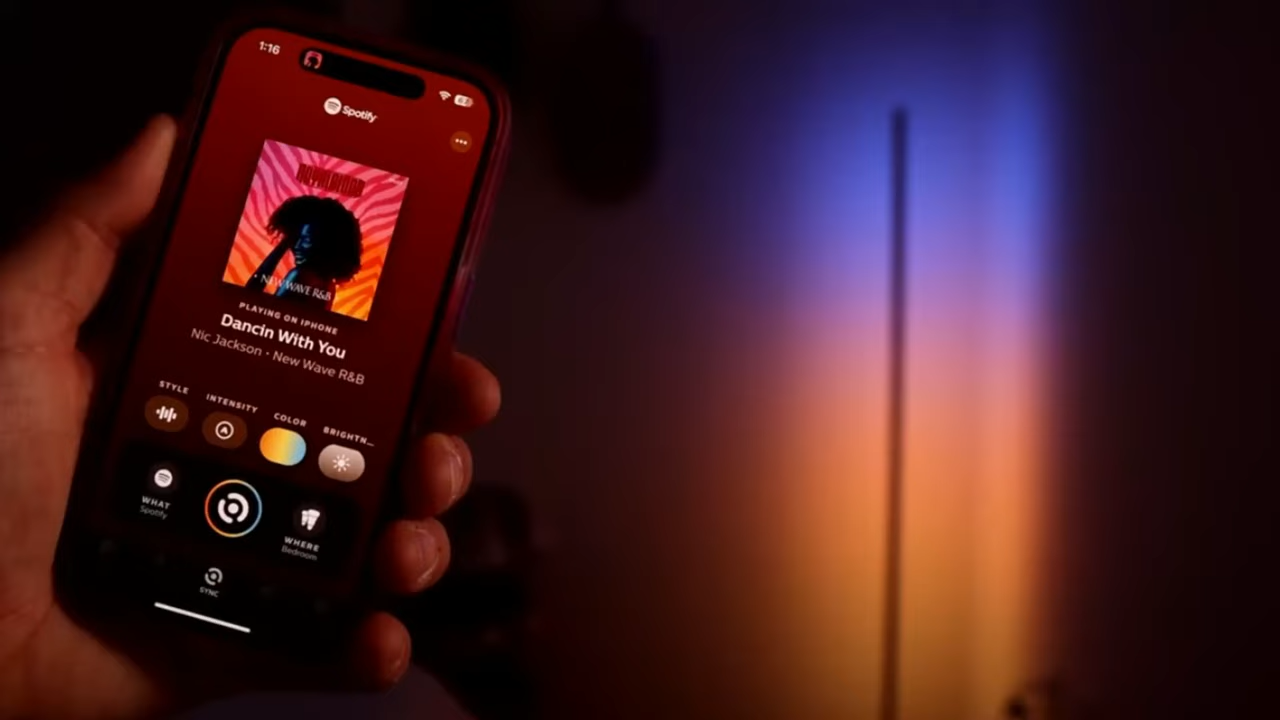 1:16
62
Spotify
NEW WAVE R&B
PLAYING ON IPHONE
Dancin With You
Nic Jackson · New Wave R&B
STYLE
INTENSITY
COLOR
BRIGHTN...
A
WHAT
Spotify
WHERE
Bedroom
SYNC